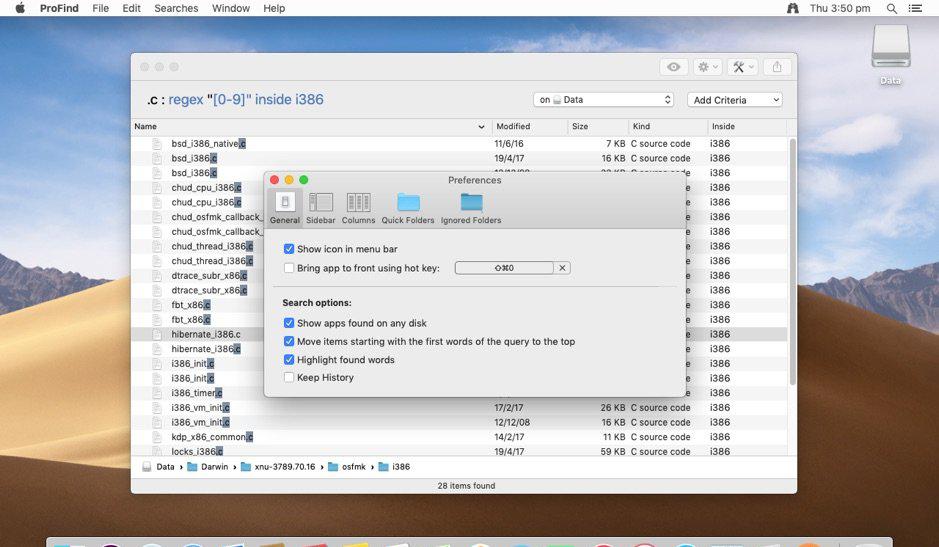 ProFind File Edit Searches Window Help Thu 3:50 pm
Data
.c : regex "[0-9]" inside i386 on Data Add Criteria
Name Modified Size Kind Inside
bsd_i386_native.c 11/6/16 7 KB C source code i386
bsd_i386.c 19/4/17 16 KB C source code i386
bsd_i386.c i386
chud_cpu_i386.c i386
chud_cpu_i386.c i386
chud_osfmk_callback_ i386
chud_osfmk_callback_ i386
chud_thread_i386.c i386
chud_thread_i386.c i386
dtrace_subr_x86.c i386
dtrace_subr_x86.c i386
fbt_x86.c i386
fbt_x86.c i386
hibernate_i386.c i386
hibernate_i386.c i386
i386_init.c i386
i386_init.c i386
i386_timer.c i386
i386_vm_init.c 17/2/17 26 KB C source code i386
i386_vm_init.c 12/12/08 16 KB C source code i386
kdp_x86_common.c 14/2/17 11 KB C source code i386
locks_i386.c 19/4/17 59 KB C source code i386
Preferences
General Sidebar Columns Quick Folders Ignored Folders
Show icon in menu bar
Bring app to front using hot key: ⇧⌘0
Search options:
Show apps found on any disk
Move items starting with the first words of the query to the top
Highlight found words
Keep History
Data › Darwin › xnu-3789.70.16 › osfmk › i386
28 items found